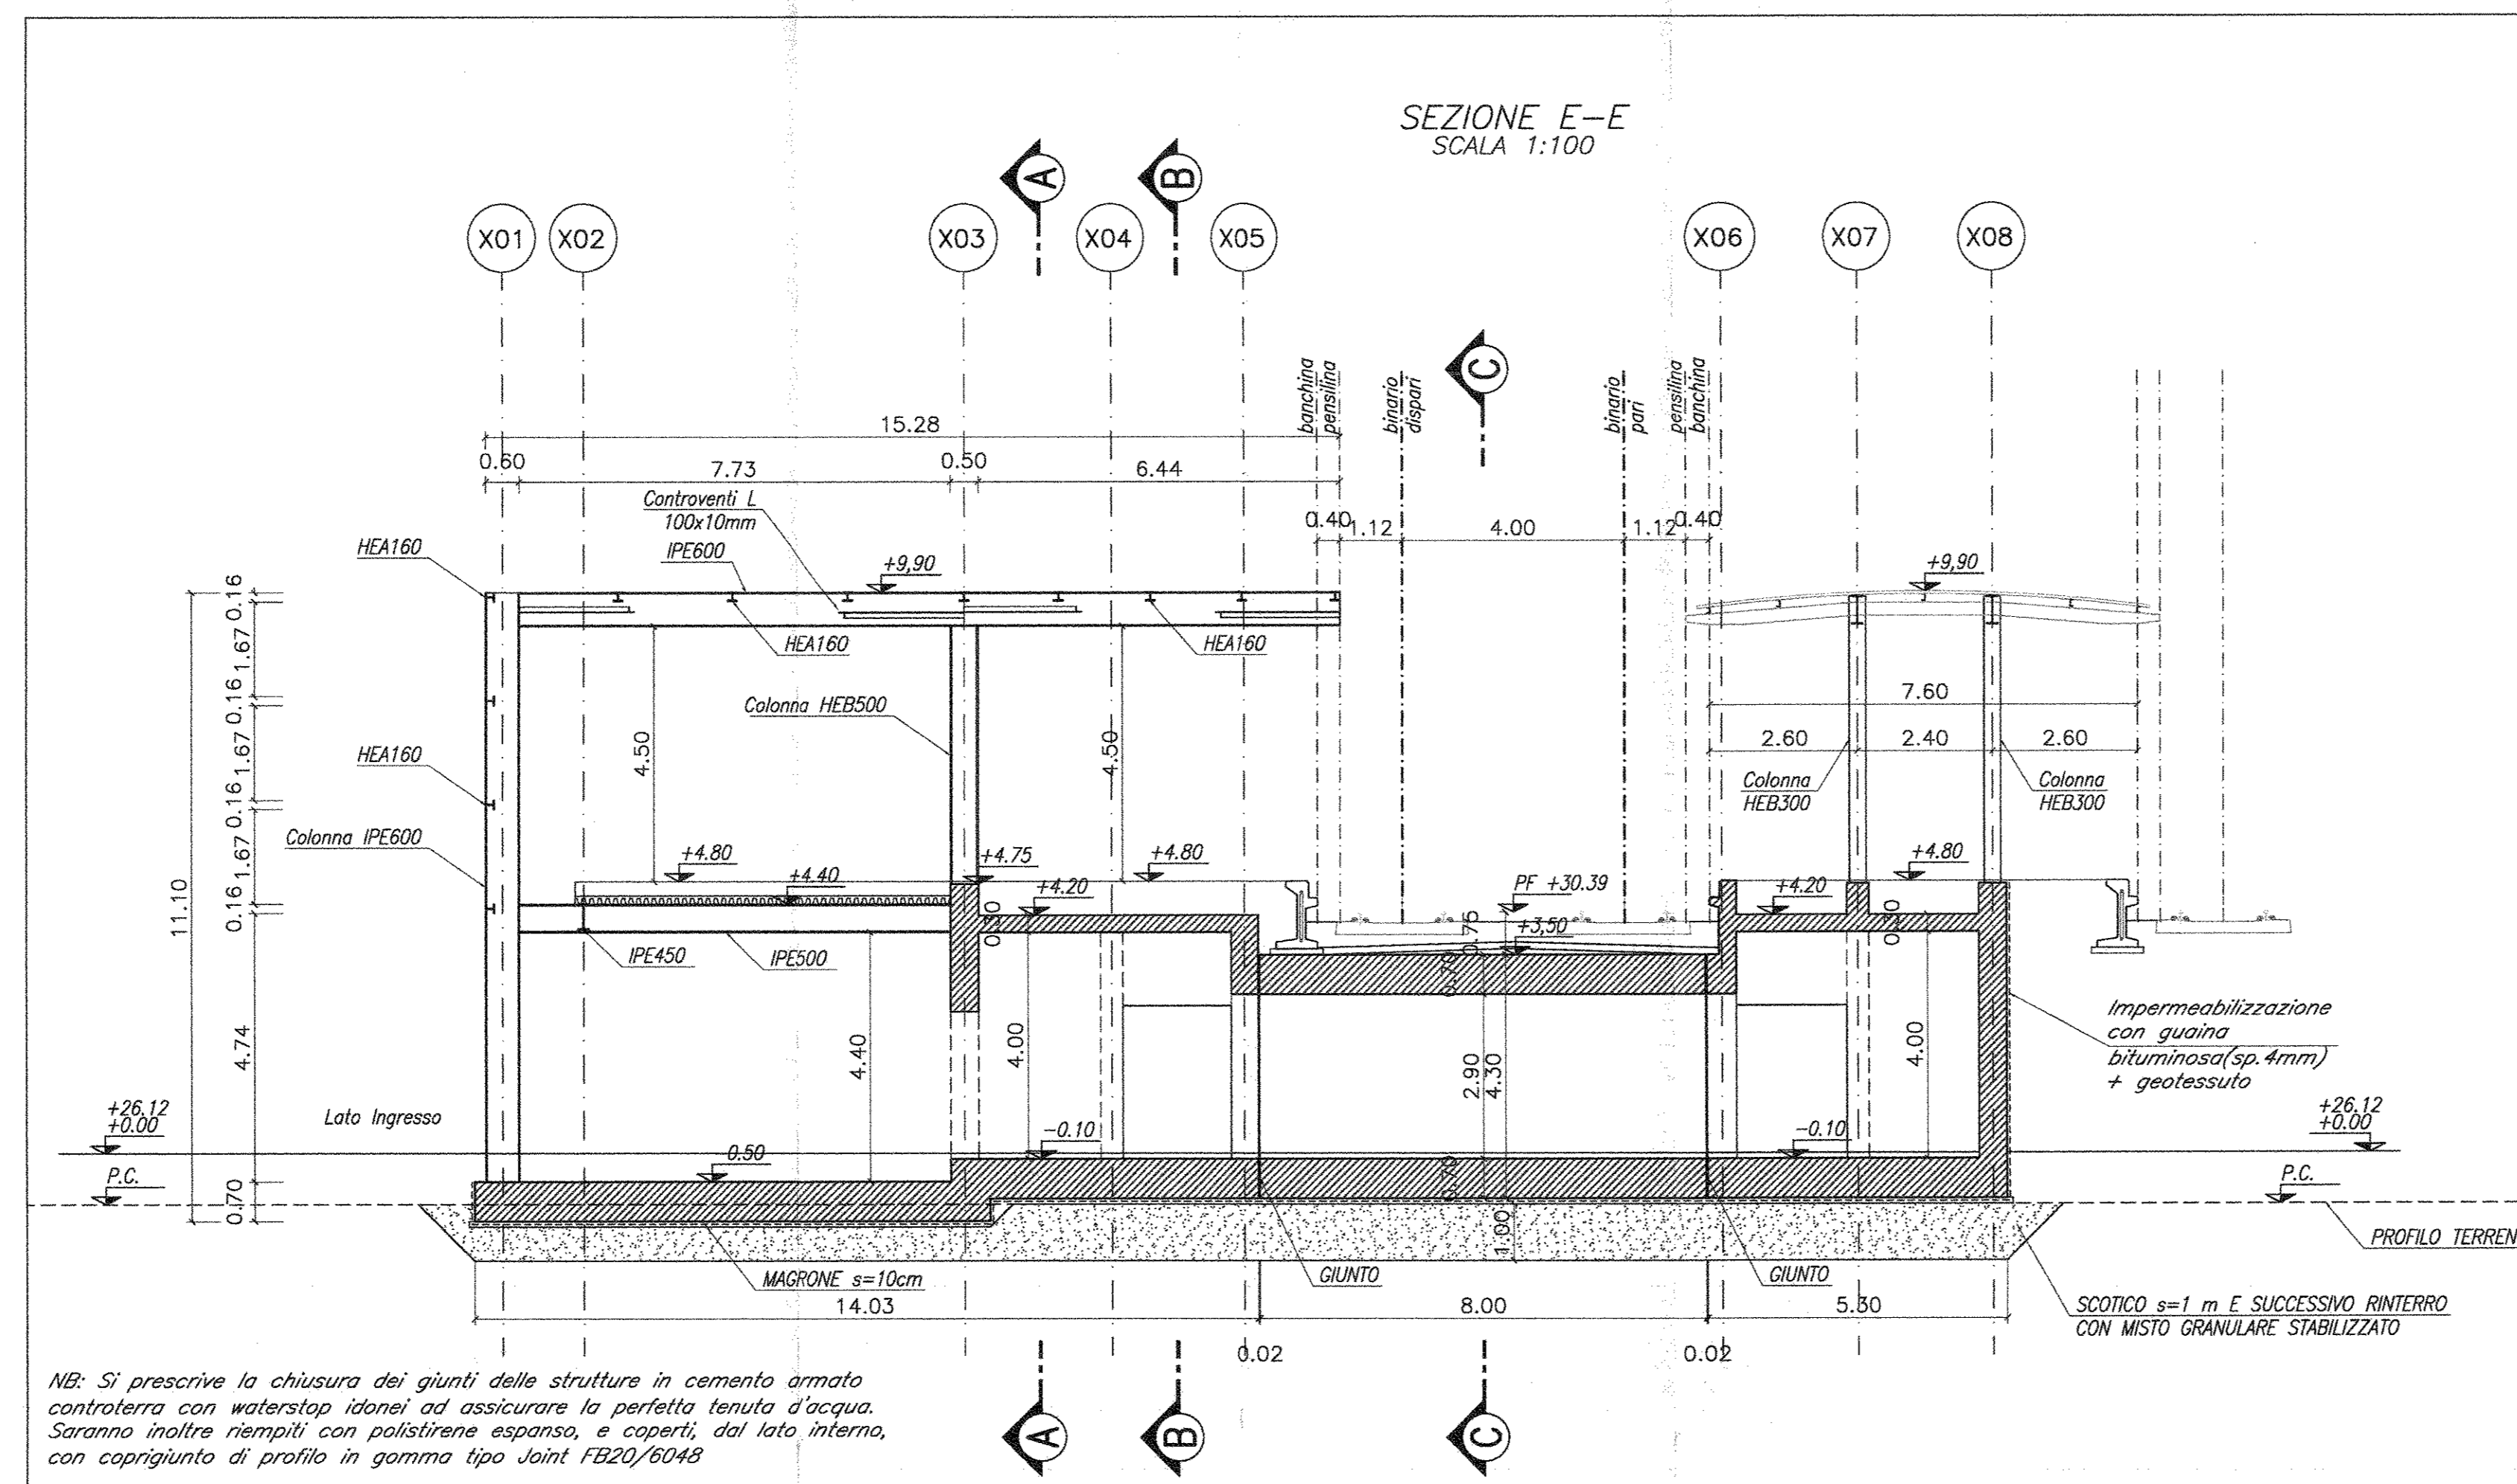 SEZIONE E–E
SCALA 1:100
A
B
X01
X02
X03
X04
X05
X06
X07
X08
C
banchina
pensilina
binario
dispari
binario
pari
pensilina
banchina
15.28
0.60
7.73
0.50
6.44
Controventi L
100x10mm
IPE600
0.40
1.12
4.00
1.12
0.40
HEA160
+9,90
+9,90
0.16
1.67
0.16
1.67
0.16
1.67
0.16
4.74
0.70
11.10
HEA160
HEA160
Colonna HEB500
4.50
4.50
7.60
2.60
2.40
2.60
HEA160
Colonna
HEB300
Colonna
HEB300
Colonna IPE600
+4.80
+4.40
+4.75
+4.80
+4.20
PF +30.39
+3,50
0.75
0.70
+4.80
+4.20
0.30
0.30
IPE450
IPE500
4.40
4.00
2.90
4.30
4.00
Impermeabilizzazione
con guaina
bituminosa(sp.4mm)
+ geotessuto
+26.12
+0.00
Lato Ingresso
-0.10
-0.10
+26.12
+0.00
P.C.
0.50
0.70
P.C.
1.00
PROFILO TERREN
MAGRONE s=10cm
GIUNTO
GIUNTO
14.03
8.00
5.30
SCOTICO s=1 m E SUCCESSIVO RINTERRO
CON MISTO GRANULARE STABILIZZATO
0.02
0.02
NB: Si prescrive la chiusura dei giunti delle strutture in cemento armato
controterra con waterstop idonei ad assicurare la perfetta tenuta d'acqua.
Saranno inoltre riempiti con polistirene espanso, e coperti, dal lato interno,
con coprigiunto di profilo in gomma tipo Joint FB20/6048
A
B
C